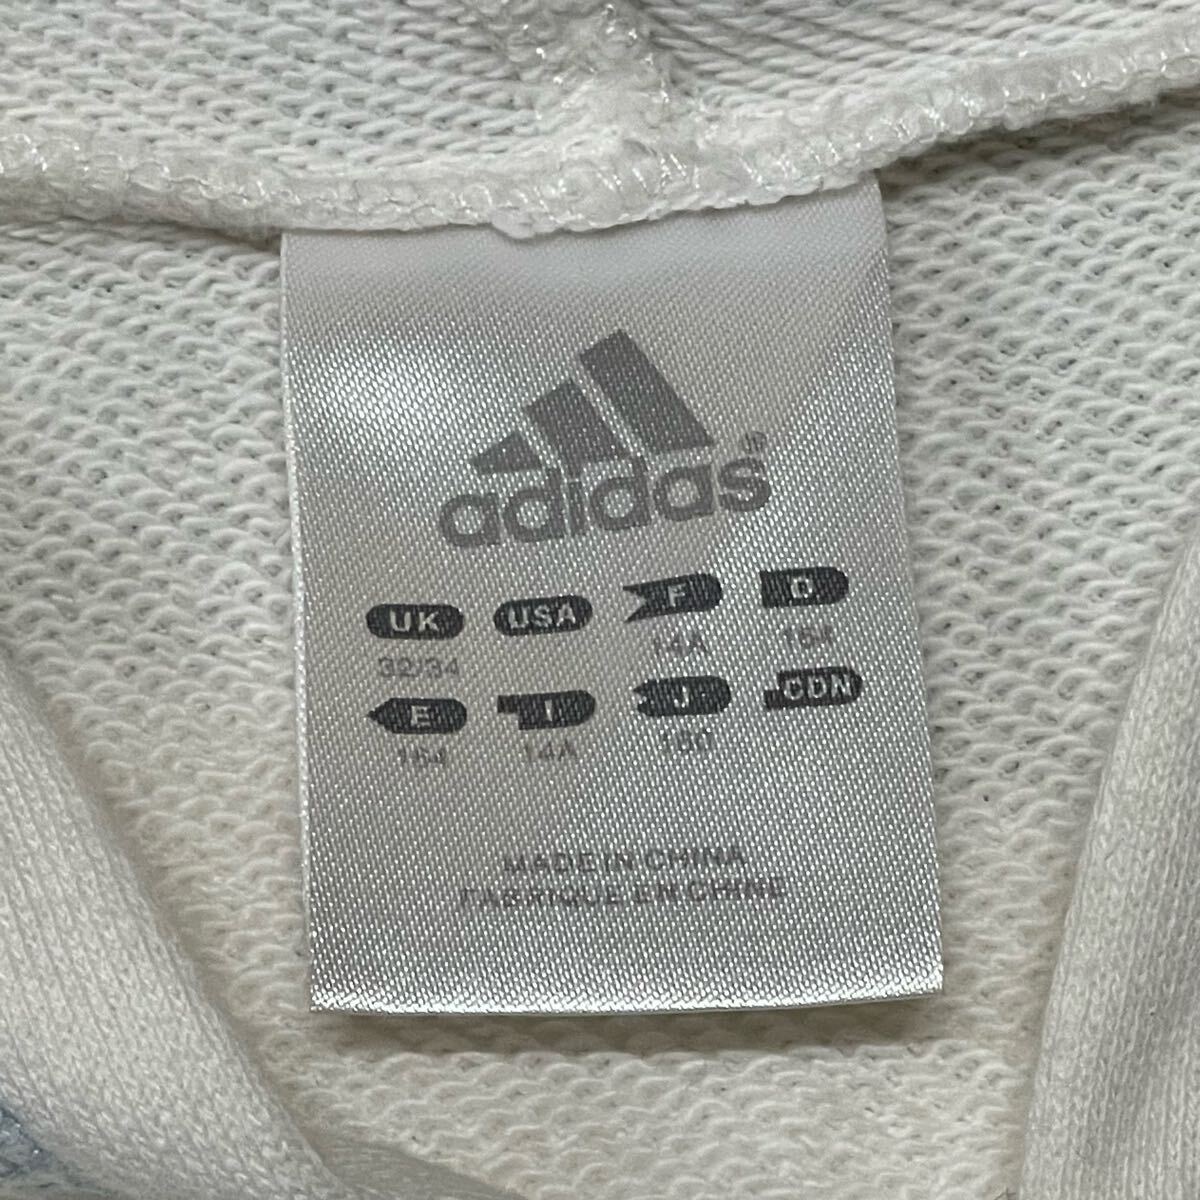 adidas®
UK USA F D
32/34 14A 164
E I J CDN
164 14A 160
MADE IN CHINA
FABRIQUE EN CHINE